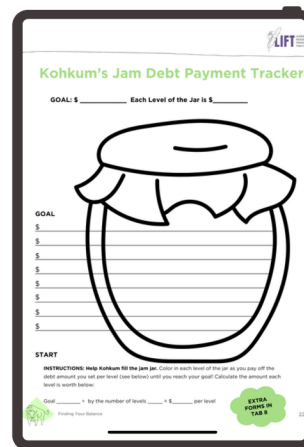 LIFT
Kohkum's Jam Debt Payment Tracker
GOAL: $ ____________ Each Level of the Jar is $_________
GOAL
$
$
$
$
$
$
$
$
START
INSTRUCTIONS: Help Kohkum fill the jam jar. Color in each level of the jar as you pay off the
debt amount you set per level (see below) until you reach your goal! Calculate the amount each
level is worth below:
Goal ________ ÷ by the number of levels _____ = $_______ per level
EXTRA
FORMS IN
TAB 8
Finding Your Balance